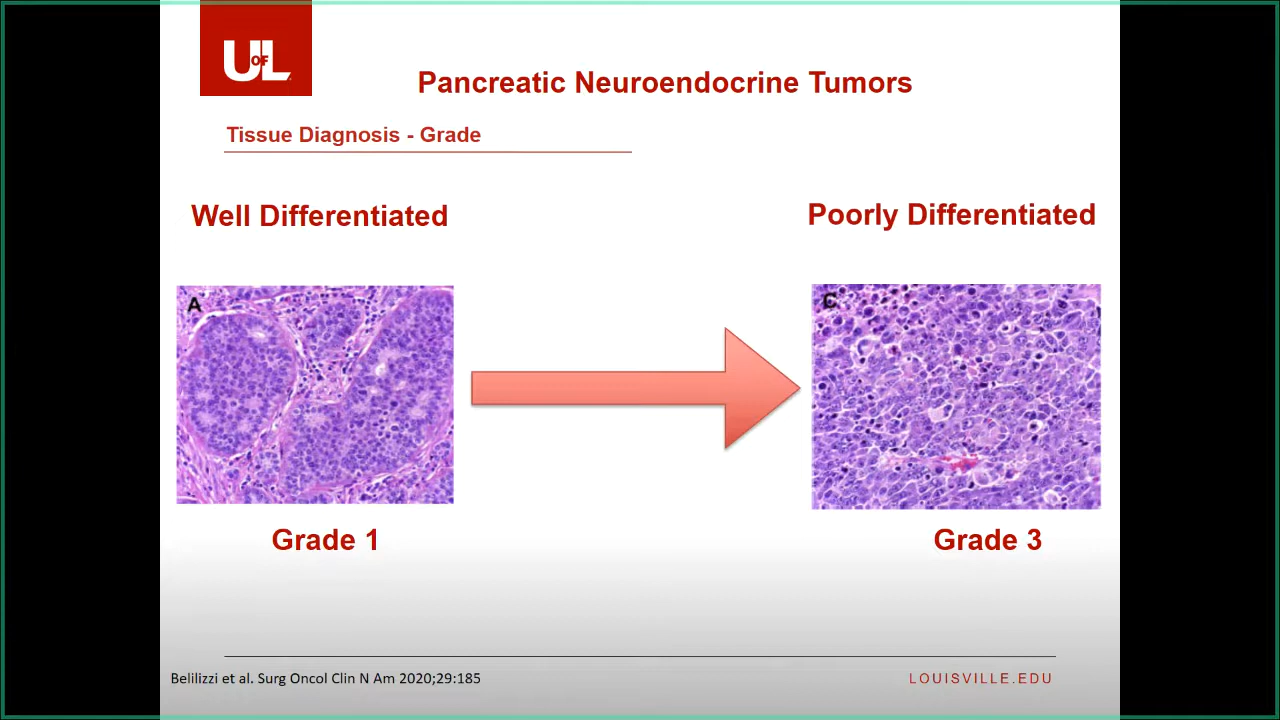 U OF L
Pancreatic Neuroendocrine Tumors
Tissue Diagnosis - Grade
Well Differentiated
Poorly Differentiated
A
C
Grade 1
Grade 3
Belilizzi et al. Surg Oncol Clin N Am 2020;29:185
LOUISVILLE.EDU